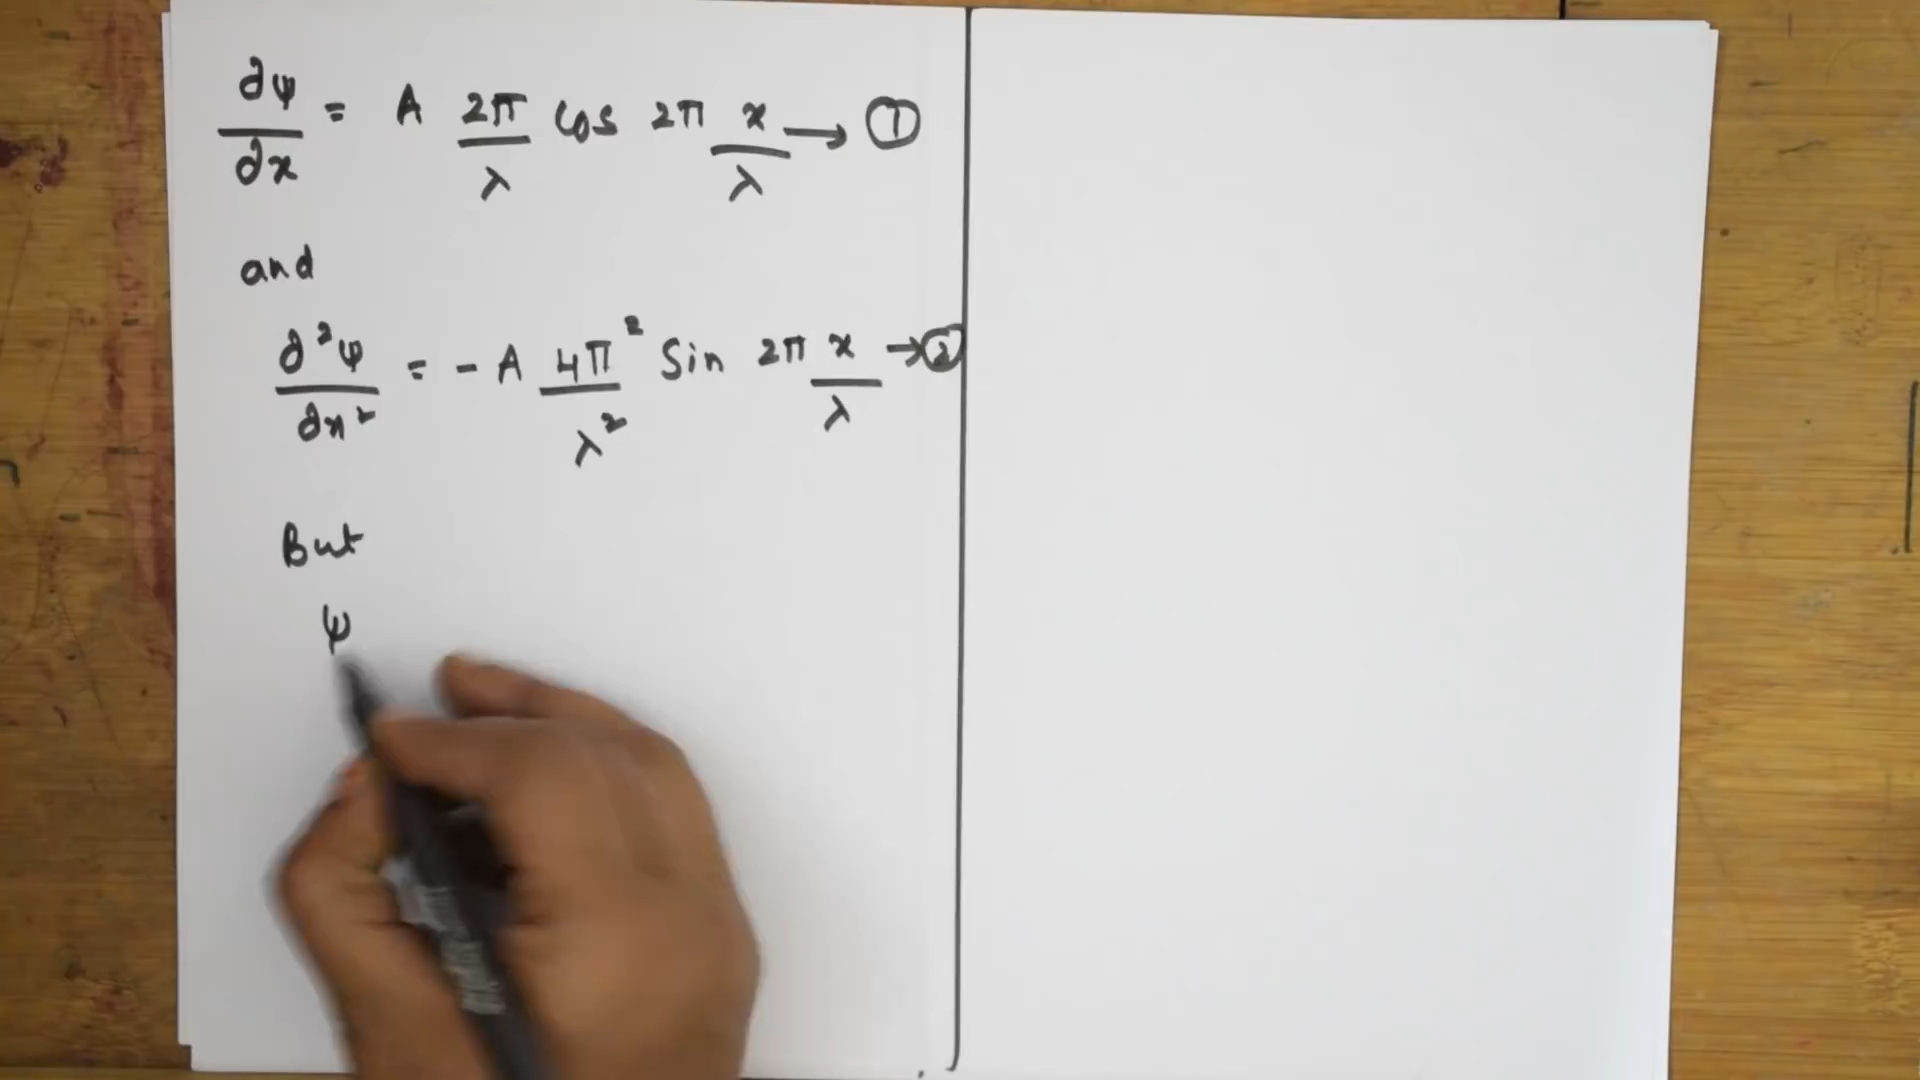 ∂ψ/∂x = A 2π/λ Cos 2π x/λ → ①
and
∂²ψ/∂x² = - A 4π²/λ² Sin 2π x/λ → ②
But
ψ